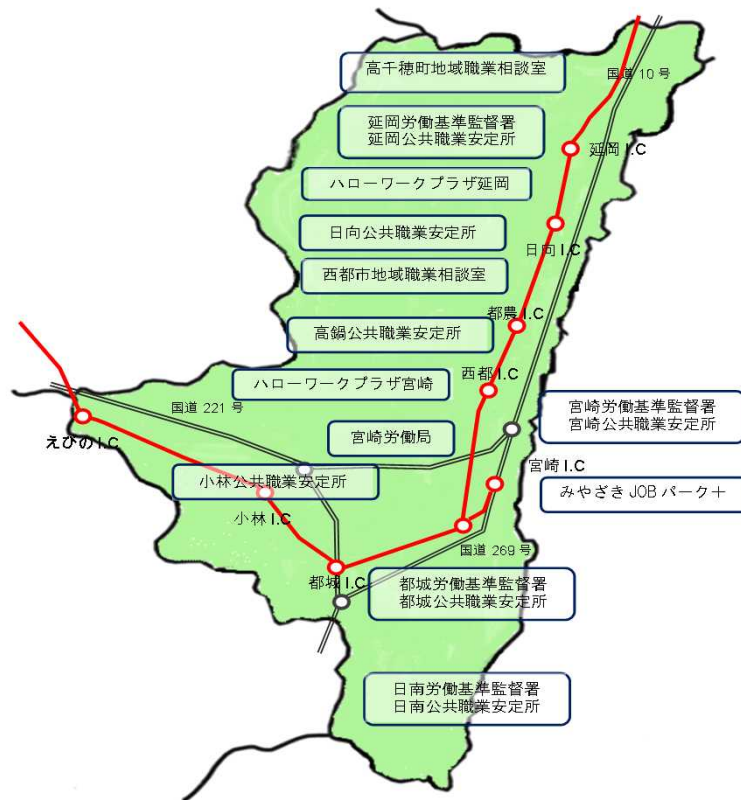 高千穂町地域職業相談室
国道 10 号
延岡労働基準監督署
延岡公共職業安定所
延岡 I.C
ハローワークプラザ延岡
日向公共職業安定所
日向 I.C
西都市地域職業相談室
都農 I.C
高鍋公共職業安定所
西都 I.C
ハローワークプラザ宮崎
国道 221 号
宮崎労働基準監督署
宮崎公共職業安定所
えびの I.C
宮崎労働局
宮崎 I.C
小林公共職業安定所
みやざき JOB パーク＋
小林 I.C
国道 269 号
都城 I.C
都城労働基準監督署
都城公共職業安定所
日南労働基準監督署
日南公共職業安定所